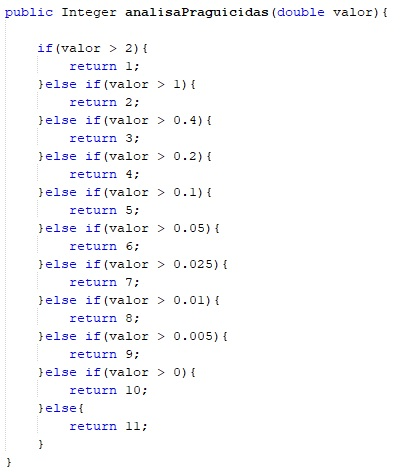 public Integer analisaPraguicidas(double valor){
if(valor > 2){
return 1;
}else if(valor > 1){
return 2;
}else if(valor > 0.4){
return 3;
}else if(valor > 0.2){
return 4;
}else if(valor > 0.1){
return 5;
}else if(valor > 0.05){
return 6;
}else if(valor > 0.025){
return 7;
}else if(valor > 0.01){
return 8;
}else if(valor > 0.005){
return 9;
}else if(valor > 0){
return 10;
}else{
return 11;
}
}